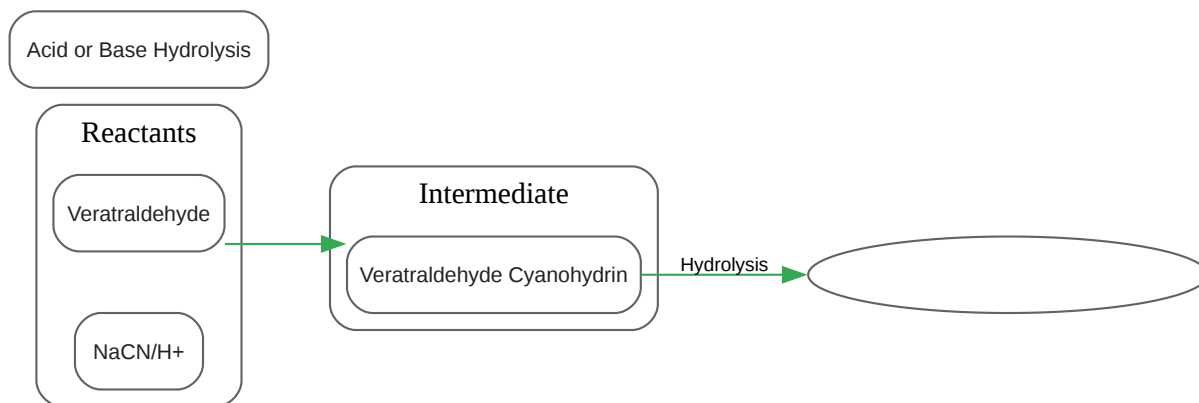 Acid or Base Hydrolysis
Reactants
Veratraldehyde
NaCN/H+
Intermediate
Veratraldehyde Cyanohydrin
Hydrolysis